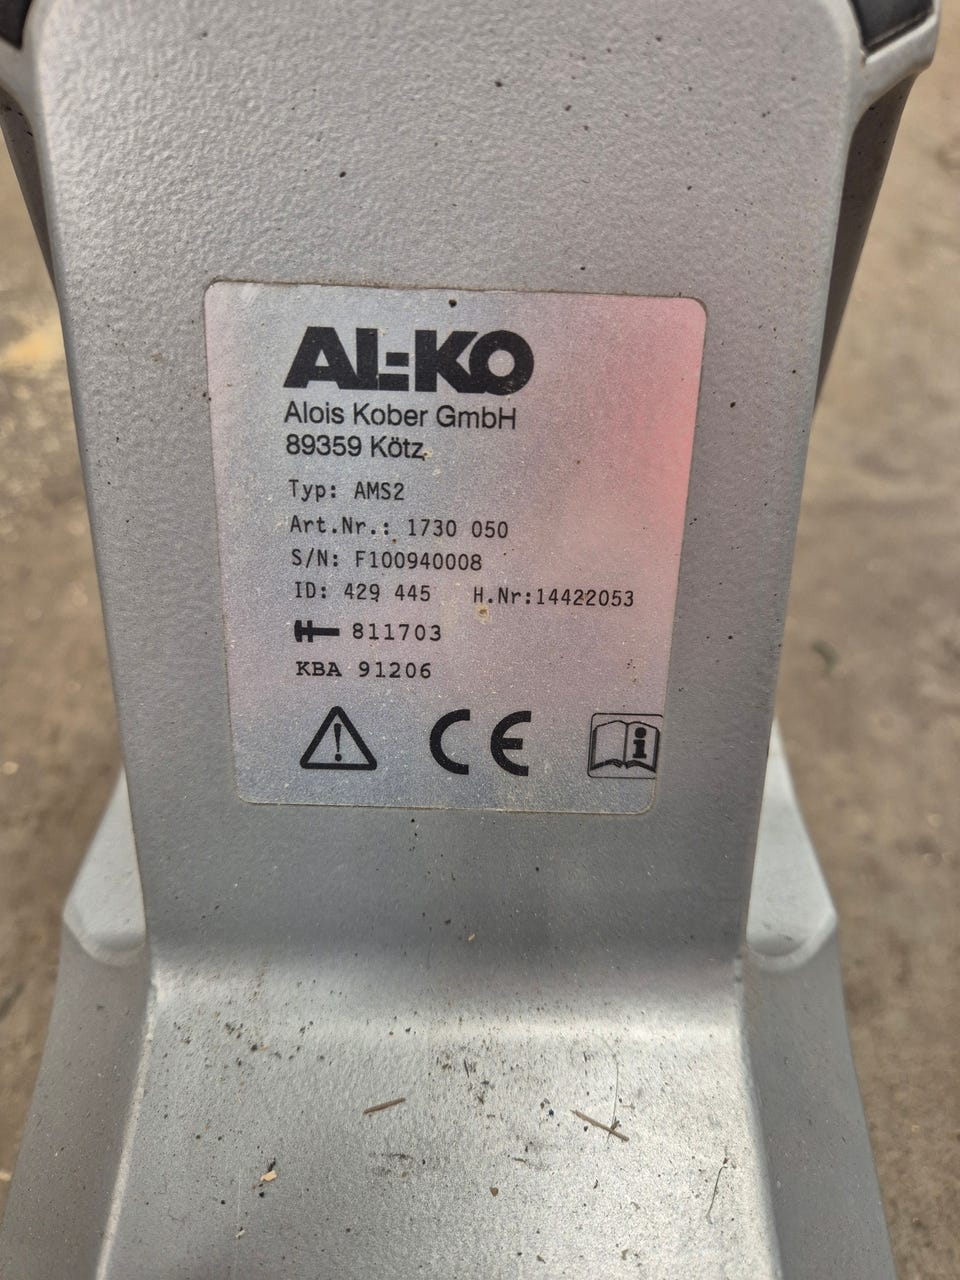 AL-KO
Alois Kober GmbH
89359 Kötz
Typ: AMS2
Art.Nr.: 1730 050
S/N: F100940008
ID: 429 445 H.Nr:14422053
811703
KBA 91206
CE